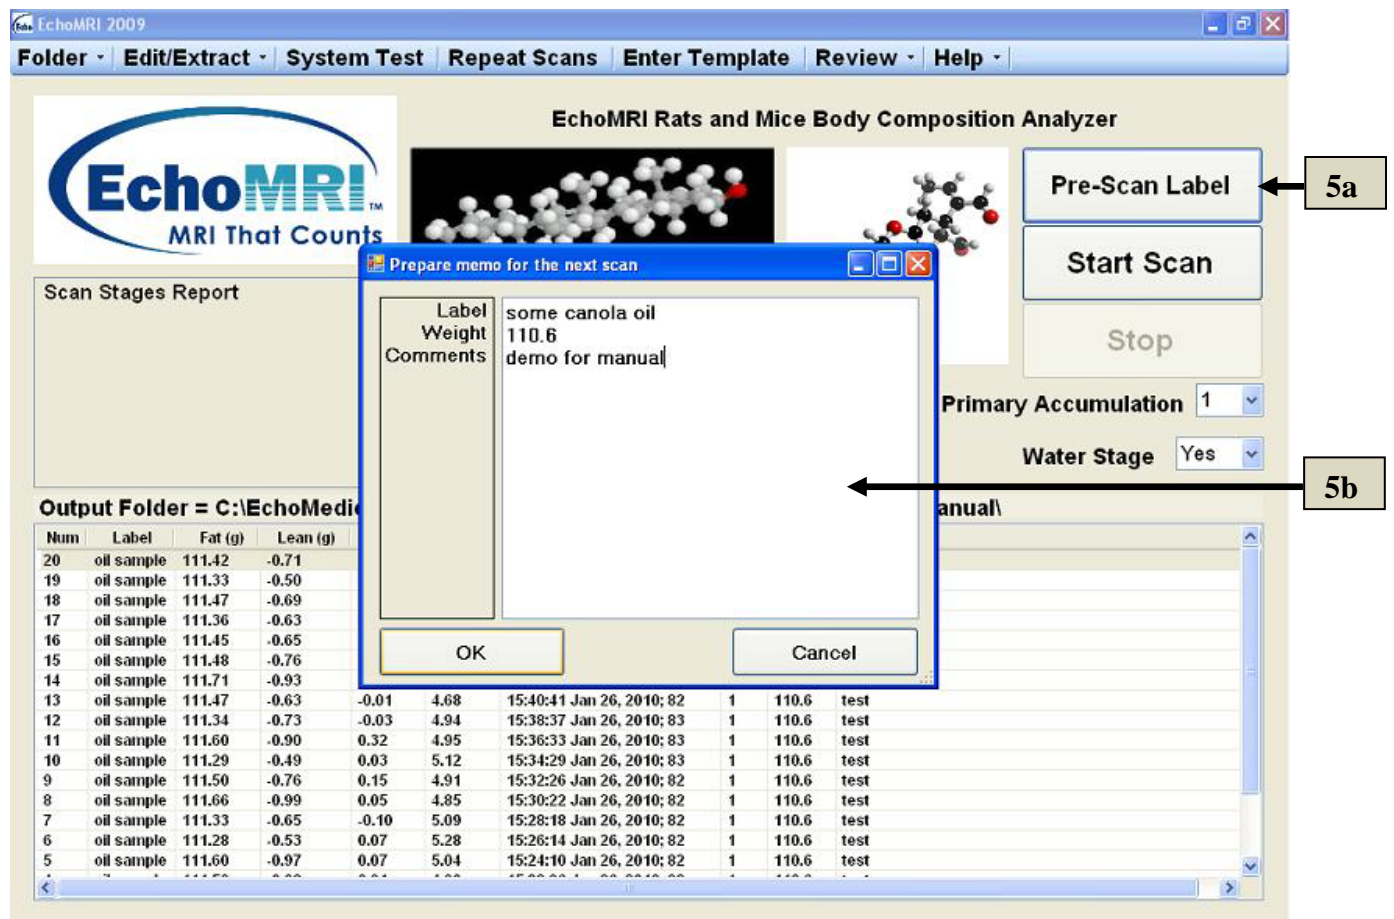 Echo EchoMRI 2009
Folder Edit/Extract System Test Repeat Scans Enter Template Review Help
EchoMRI Rats and Mice Body Composition Analyzer
EchoMRI™
MRI That Counts
Pre-Scan Label
5a
Start Scan
Stop
Scan Stages Report
Prepare memo for the next scan
Label some canola oil
Weight 110.6
Comments demo for manual
Primary Accumulation 1
Water Stage Yes
5b
OK Cancel
Output Folder = C:\EchoMedi anual\
Num Label Fat (g) Lean (g)
20 oil sample 111.42 -0.71
19 oil sample 111.33 -0.50
18 oil sample 111.47 -0.69
17 oil sample 111.36 -0.63
16 oil sample 111.45 -0.65
15 oil sample 111.48 -0.76
14 oil sample 111.71 -0.93
13 oil sample 111.47 -0.63 -0.01 4.68 15:40:41 Jan 26, 2010; 82 1 110.6 test
12 oil sample 111.34 -0.73 -0.03 4.94 15:38:37 Jan 26, 2010; 83 1 110.6 test
11 oil sample 111.60 -0.90 0.32 4.95 15:36:33 Jan 26, 2010; 83 1 110.6 test
10 oil sample 111.29 -0.49 0.03 5.12 15:34:29 Jan 26, 2010; 83 1 110.6 test
9 oil sample 111.50 -0.76 0.15 4.91 15:32:26 Jan 26, 2010; 82 1 110.6 test
8 oil sample 111.66 -0.99 0.05 4.85 15:30:22 Jan 26, 2010; 82 1 110.6 test
7 oil sample 111.33 -0.65 -0.10 5.09 15:28:18 Jan 26, 2010; 82 1 110.6 test
6 oil sample 111.28 -0.53 0.07 5.28 15:26:14 Jan 26, 2010; 82 1 110.6 test
5 oil sample 111.60 -0.97 0.07 5.04 15:24:10 Jan 26, 2010; 82 1 110.6 test